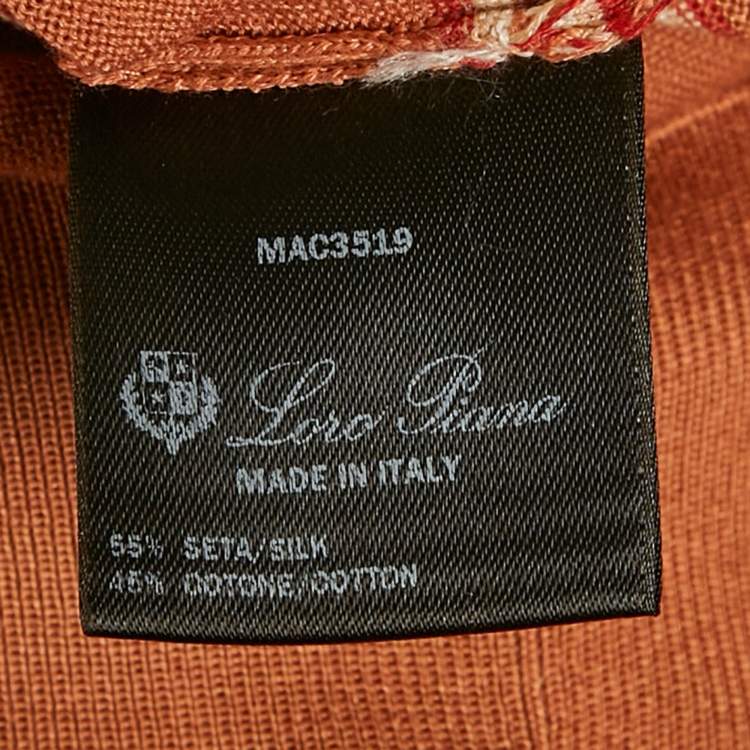 MAC3519
Loro Piana
MADE IN ITALY
55% SETA/SILK
45% COTONE/COTTON